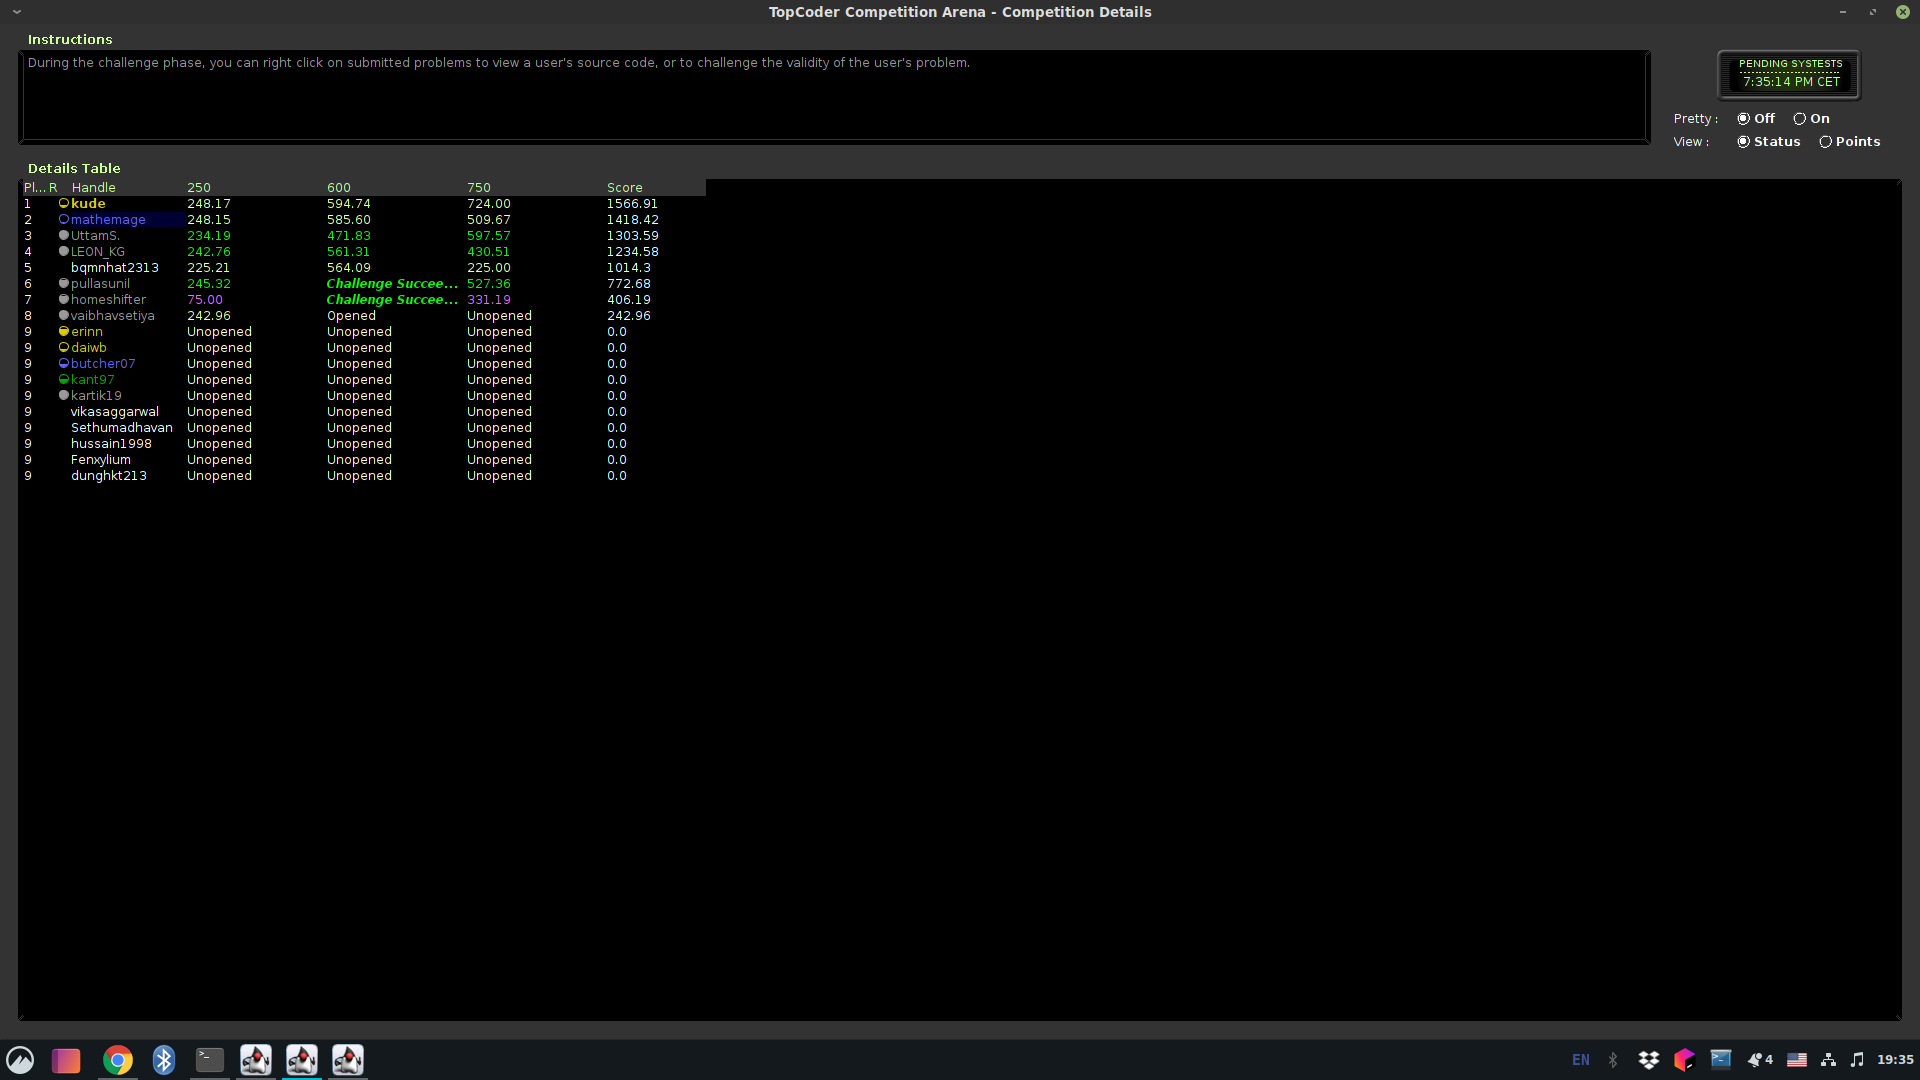 TopCoder Competition Arena - Competition Details
Instructions
During the challenge phase, you can right click on submitted problems to view a user's source code, or to challenge the validity of the user's problem.
PENDING SYSTESTS
7:35:14 PM CET
Pretty : Off On
View : Status Points
Details Table
Pl... R Handle 250 600 750 Score
1 kude 248.17 594.74 724.00 1566.91
2 mathemage 248.15 585.60 509.67 1418.42
3 UttamS. 234.19 471.83 597.57 1303.59
4 LEON_KG 242.76 561.31 430.51 1234.58
5 bqmnhat2313 225.21 564.09 225.00 1014.3
6 pullasunil 245.32 Challenge Succee... 527.36 772.68
7 homeshifter 75.00 Challenge Succee... 331.19 406.19
8 vaibhavsetiya 242.96 Opened Unopened 242.96
9 erinn Unopened Unopened Unopened 0.0
9 daiwb Unopened Unopened Unopened 0.0
9 butcher07 Unopened Unopened Unopened 0.0
9 kant97 Unopened Unopened Unopened 0.0
9 kartik19 Unopened Unopened Unopened 0.0
9 vikasaggarwal Unopened Unopened Unopened 0.0
9 Sethumadhavan Unopened Unopened Unopened 0.0
9 hussain1998 Unopened Unopened Unopened 0.0
9 Fenxylium Unopened Unopened Unopened 0.0
9 dunghkt213 Unopened Unopened Unopened 0.0
EN 4 19:35